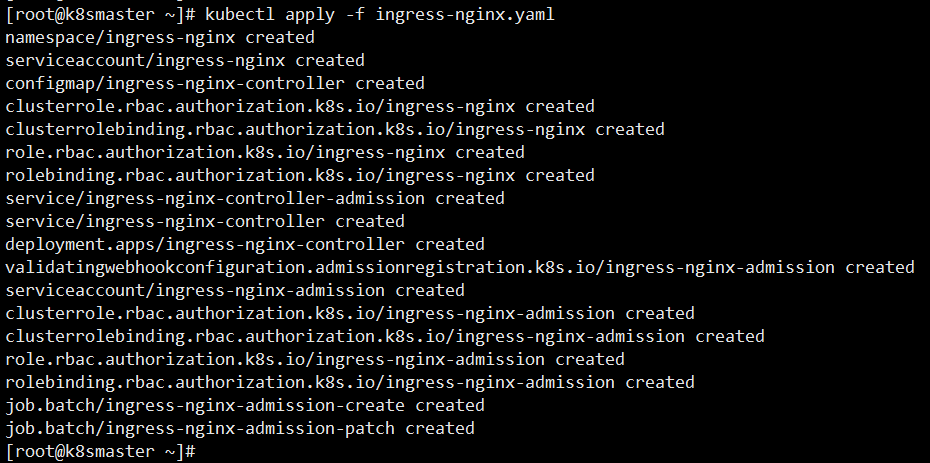 [root@k8smaster ~]# kubectl apply -f ingress-nginx.yaml
namespace/ingress-nginx created
serviceaccount/ingress-nginx created
configmap/ingress-nginx-controller created
clusterrole.rbac.authorization.k8s.io/ingress-nginx created
clusterrolebinding.rbac.authorization.k8s.io/ingress-nginx created
role.rbac.authorization.k8s.io/ingress-nginx created
rolebinding.rbac.authorization.k8s.io/ingress-nginx created
service/ingress-nginx-controller-admission created
service/ingress-nginx-controller created
deployment.apps/ingress-nginx-controller created
validatingwebhookconfiguration.admissionregistration.k8s.io/ingress-nginx-admission created
serviceaccount/ingress-nginx-admission created
clusterrole.rbac.authorization.k8s.io/ingress-nginx-admission created
clusterrolebinding.rbac.authorization.k8s.io/ingress-nginx-admission created
role.rbac.authorization.k8s.io/ingress-nginx-admission created
rolebinding.rbac.authorization.k8s.io/ingress-nginx-admission created
job.batch/ingress-nginx-admission-create created
job.batch/ingress-nginx-admission-patch created
[root@k8smaster ~]#